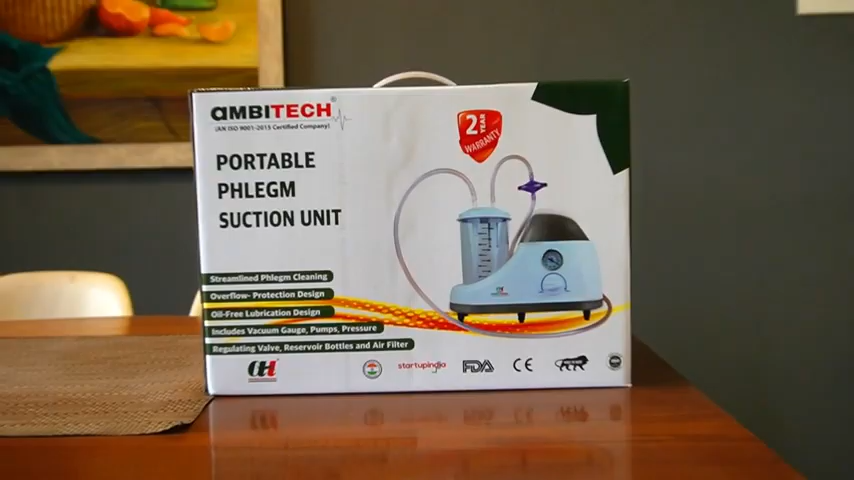 aMBITECH®
(AN ISO 9001-2015 Certified Company)
2 YEAR
WARRANTY
PORTABLE
PHLEGM
SUCTION UNIT
Streamlined Phlegm Cleaning
Overflow- Protection Design
Oil-Free Lubrication Design
Includes Vacuum Gauge, Pumps, Pressure
Regulating Valve, Reservoir Bottles and Air Filter
CH
startupindia
FDA
CE